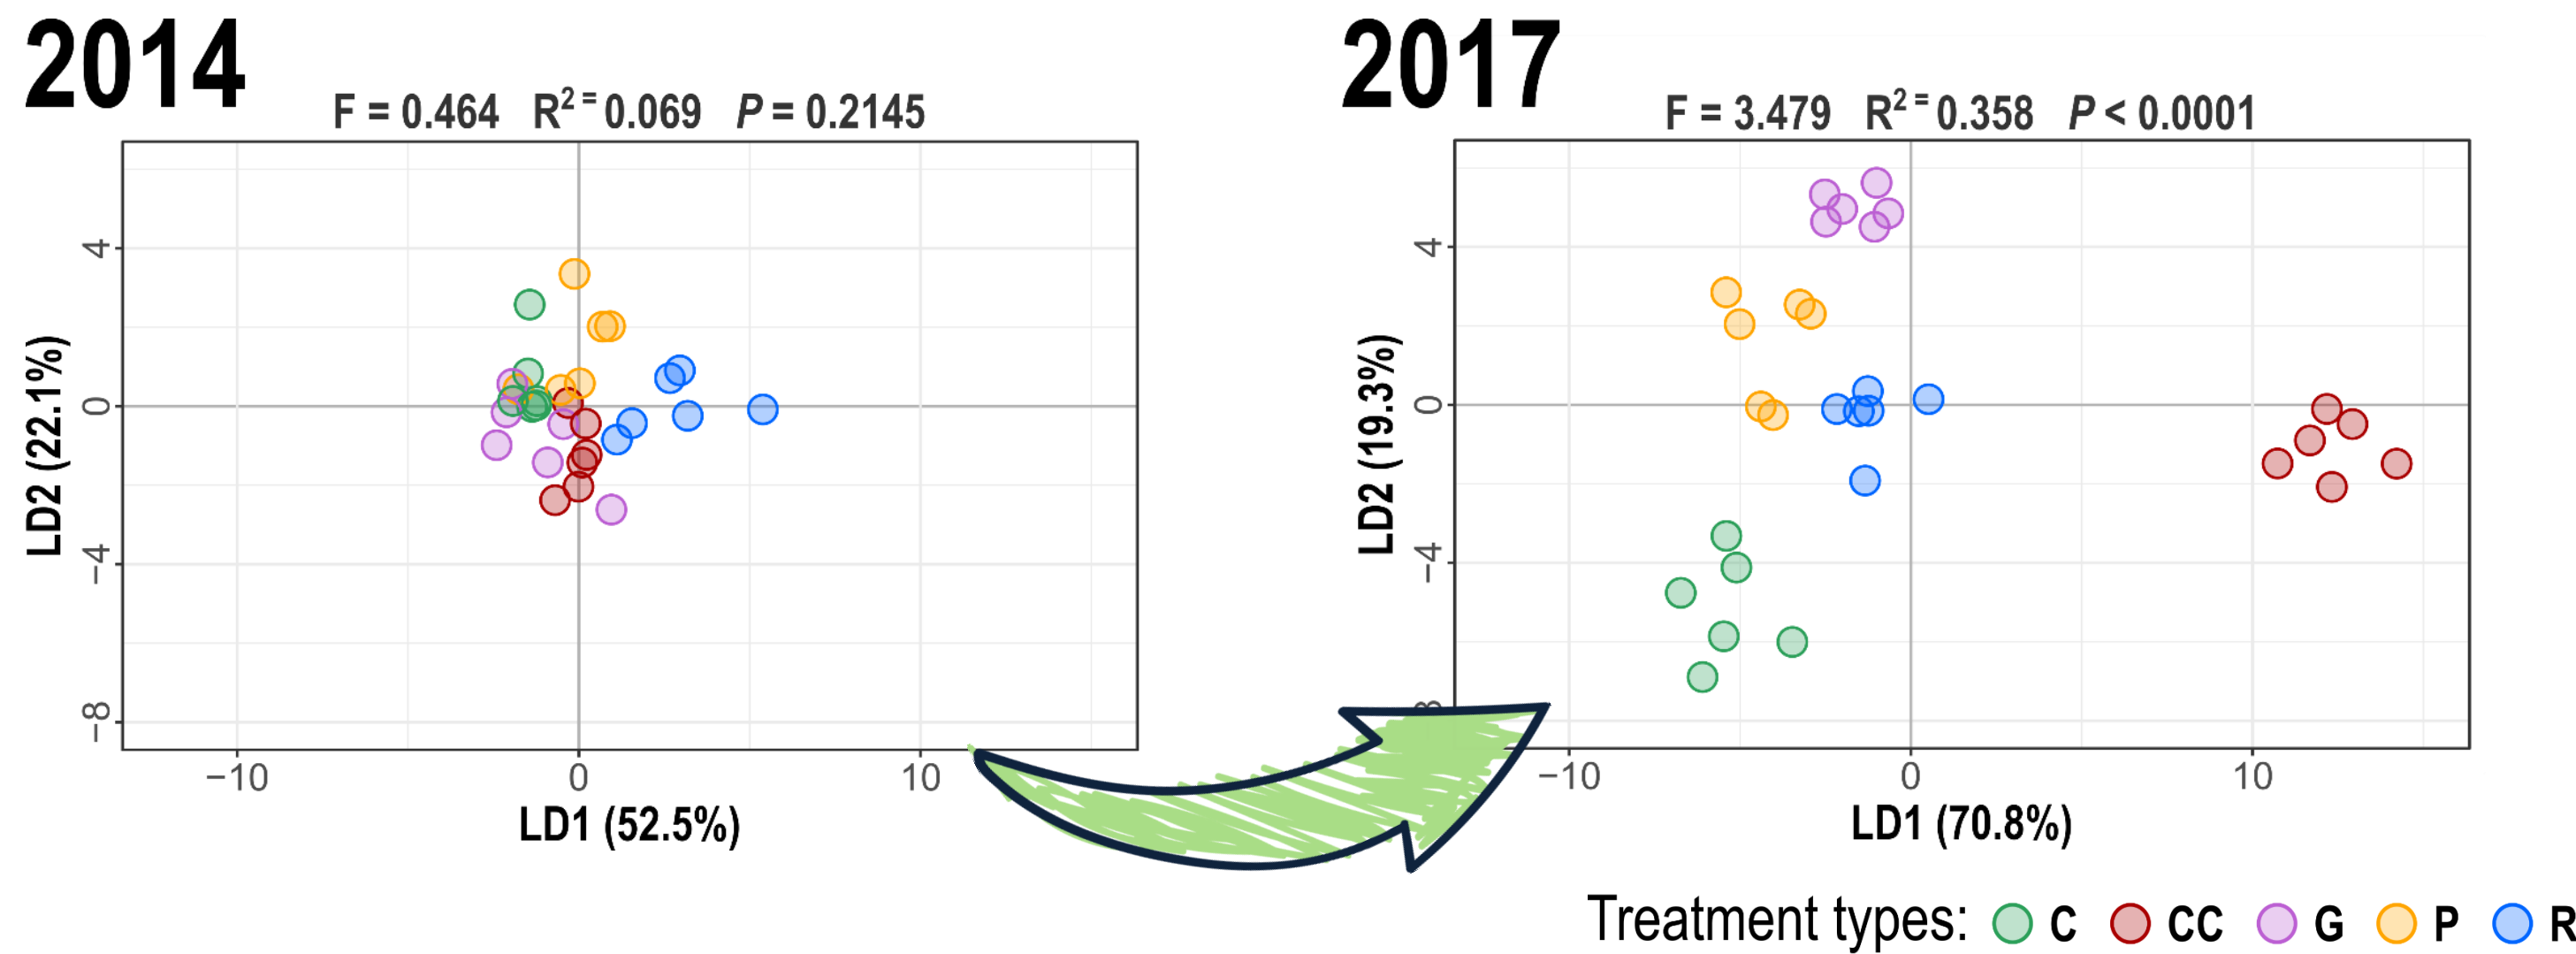 2014
F = 0.464 R² = 0.069 P = 0.2145
4
0
−4
−8
LD2 (22.1%)
−10 0 10
LD1 (52.5%)
2017
F = 3.479 R² = 0.358 P < 0.0001
4
0
−4
LD2 (19.3%)
−10 0 10
LD1 (70.8%)
Treatment types: C CC G P R